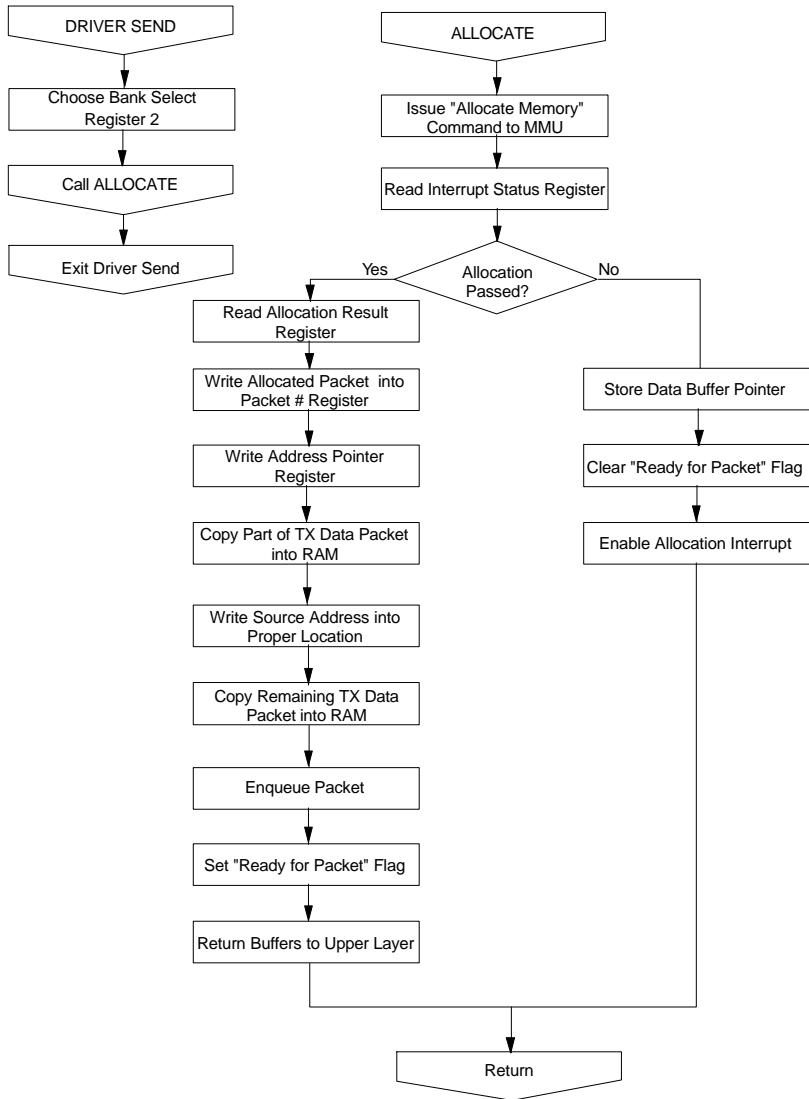 DRIVER SEND
Choose Bank Select
Register 2
Call ALLOCATE
Exit Driver Send
ALLOCATE
Issue "Allocate Memory"
Command to MMU
Read Interrupt Status Register
Allocation
Passed?
Yes
No
Read Allocation Result
Register
Write Allocated Packet into
Packet # Register
Write Address Pointer
Register
Copy Part of TX Data Packet
into RAM
Write Source Address into
Proper Location
Copy Remaining TX Data
Packet into RAM
Enqueue Packet
Set "Ready for Packet" Flag
Return Buffers to Upper Layer
Store Data Buffer Pointer
Clear "Ready for Packet" Flag
Enable Allocation Interrupt
Return